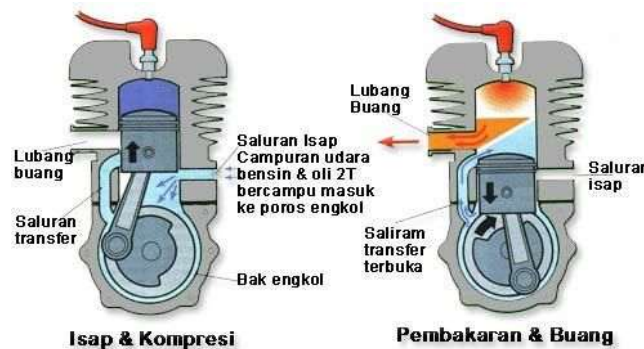 Lubang
buang
Saluran
transfer
Saluran Isap
Campuran udara
bensin & oli 2T
bercampu masuk
ke poros engkol
Bak engkol
Isap & Kompresi
Lubang
Buang
Saluran
isap
Saliram
transfer
terbuka
Pembakaran & Buang